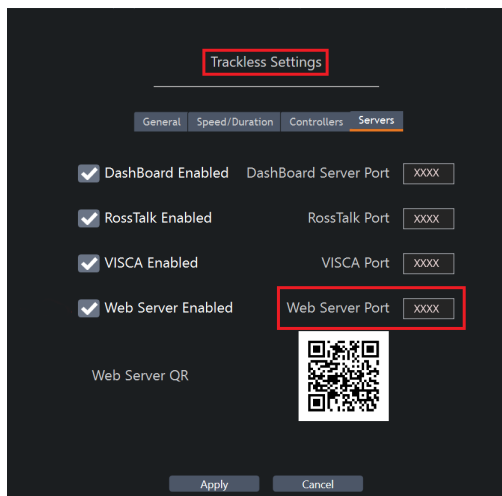 Trackless Settings
General Speed/Duration Controllers Servers
DashBoard Enabled DashBoard Server Port XXXX
RossTalk Enabled RossTalk Port XXXX
VISCA Enabled VISCA Port XXXX
Web Server Enabled Web Server Port XXXX
Web Server QR
Apply Cancel